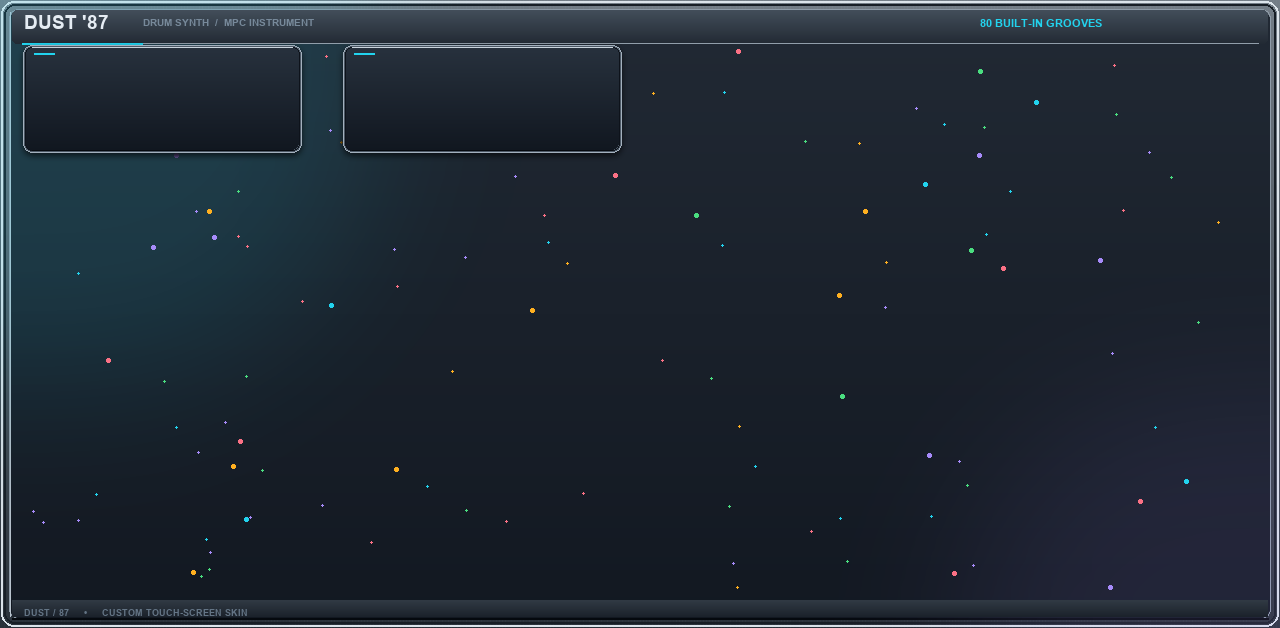 DUST '87 DRUM SYNTH / MPC INSTRUMENT 80 BUILT-IN GROOVES
DUST / 87 • CUSTOM TOUCH-SCREEN SKIN